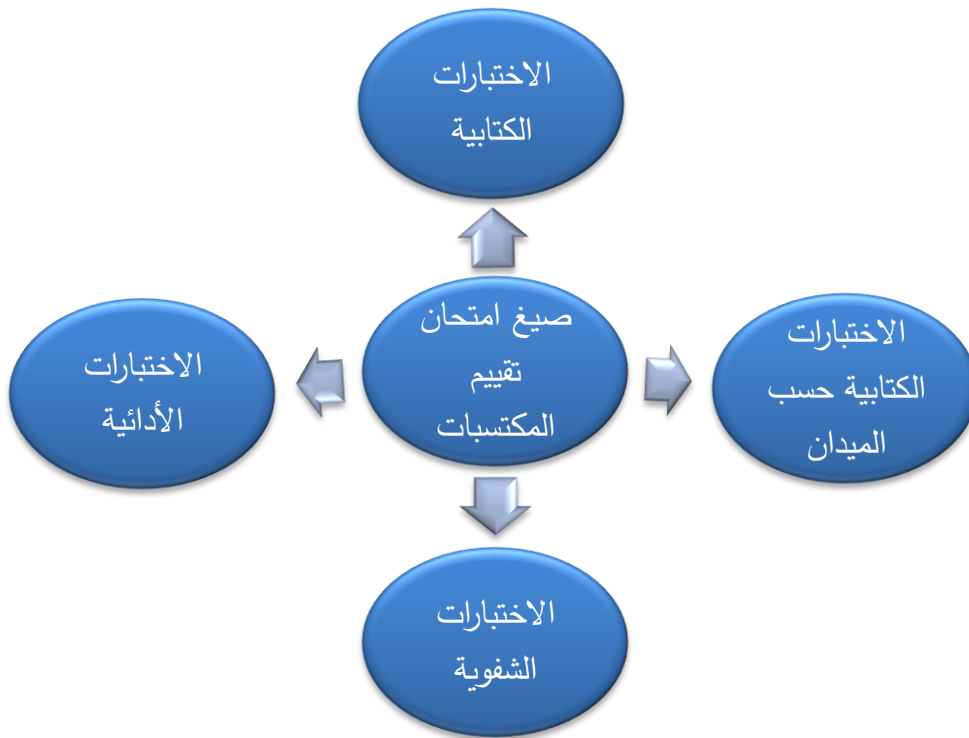 الاختبارات
الكتابية
صيغ امتحان
تقييم
المكتسبات
الاختبارات
الكتابية حسب
الميدان
الاختبارات
الشفوية
الاختبارات
الأدائية